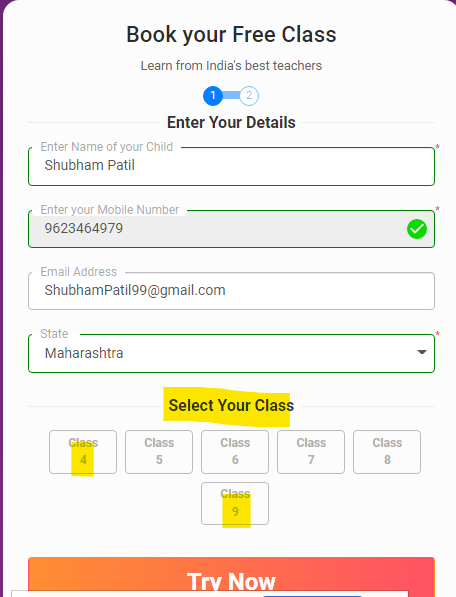 Book your Free Class
Learn from India's best teachers
1 2
Enter Your Details
Enter Name of your Child *
Shubham Patil
Enter your Mobile Number *
9623464979
Email Address
ShubhamPatil99@gmail.com
State *
Maharashtra
Select Your Class
Class Class Class Class Class
4 5 6 7 8
Class
9
Try Now